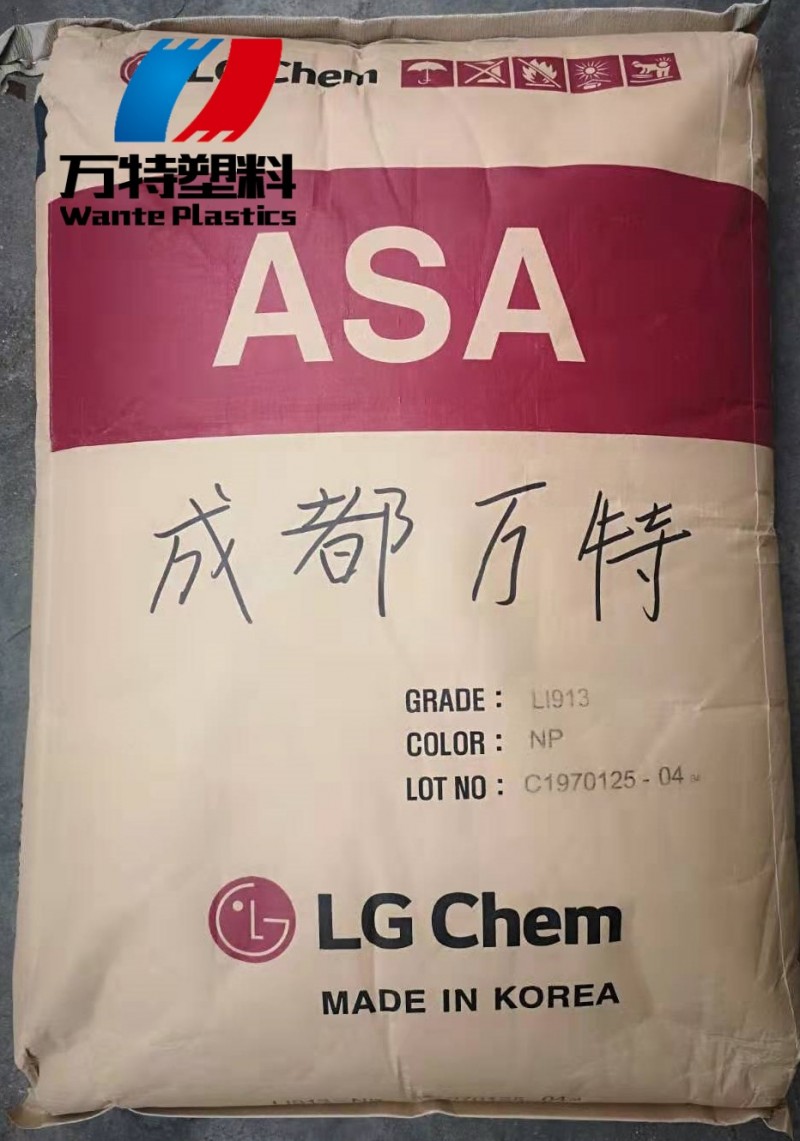 LG Chem
万特塑料
Wante Plastics
ASA
成都万特
GRADE : LI913
COLOR : NP
LOT NO : C1970125-04
LG Chem
MADE IN KOREA